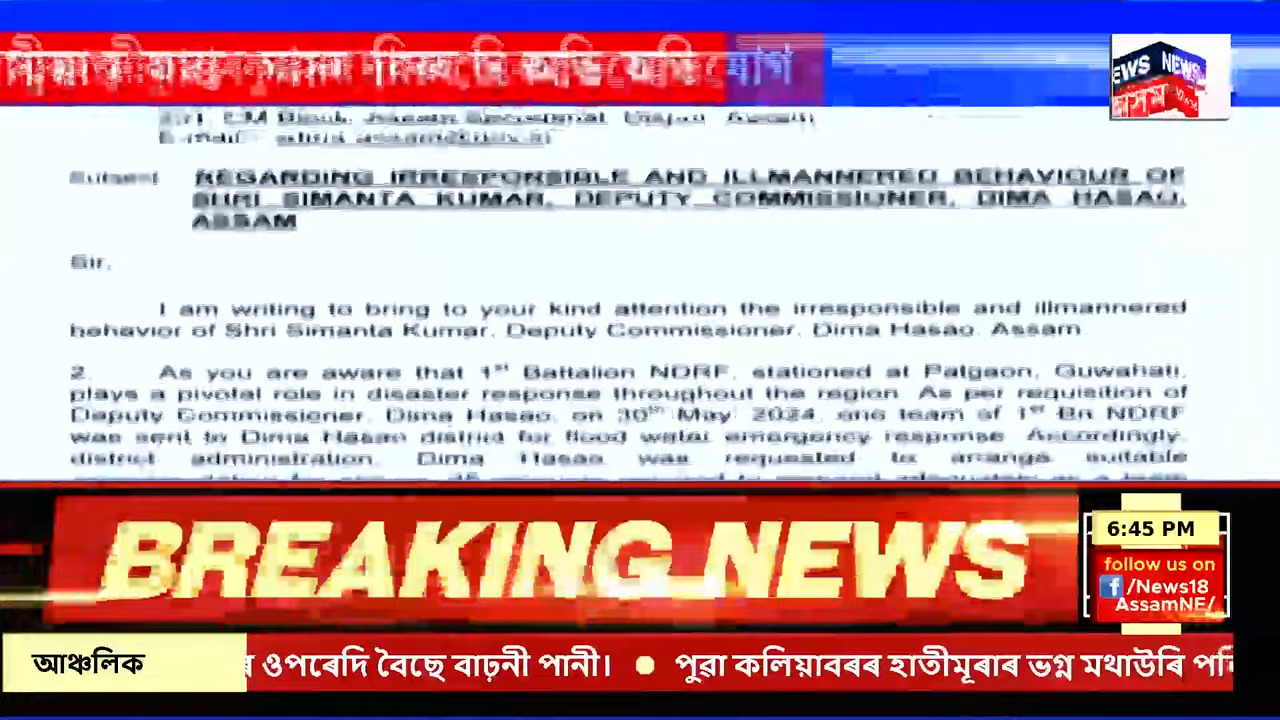 NEWS NEWS
Subject
REGARDING IRRESPONSIBLE AND ILLMANNERED BEHAVIOUR OF
SHRI SIMANTA KUMAR, DEPUTY COMMISSIONER, DIMA HASAO,
ASSAM
Sir,
I am writing to bring to your kind attention the irresponsible and illmannered
behavior of Shri Simanta Kumar, Deputy Commissioner, Dima Hasao, Assam
2. As you are aware that 1st Battalion NDRF, stationed at Patgaon, Guwahati,
plays a pivotal role in disaster response throughout the region. As per requisition of
Deputy Commissioner, Dima Hasao, on 30th May' 2024, one team of 1st Bn NDRF
was sent to Dima Hasao district for flood water emergency response. Accordingly,
district administration, Dima Hasao was requested to arrange suitable
BREAKING NEWS
6:45 PM
follow us on
/News18
AssamNE/
আঞ্চলিক
ৰ ওপৰেদি বৈছে বাঢ়নী পানী। ● পুৱা কলিয়াবৰৰ হাতীমূৰাৰ ভগ্ন মথাউৰি